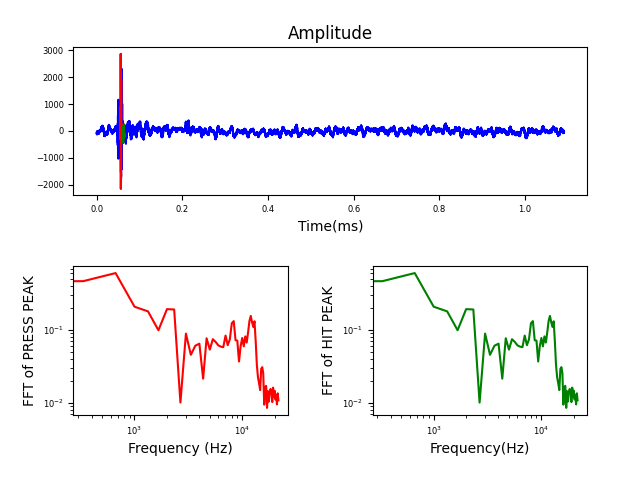 Amplitude
3000
2000
1000
0
−1000
−2000
0.0 0.2 0.4 0.6 0.8 1.0
Time(ms)
FFT of PRESS PEAK
10⁻¹
10⁻²
10³ 10⁴
Frequency (Hz)
FFT of HIT PEAK
10⁻¹
10⁻²
10³ 10⁴
Frequency(Hz)